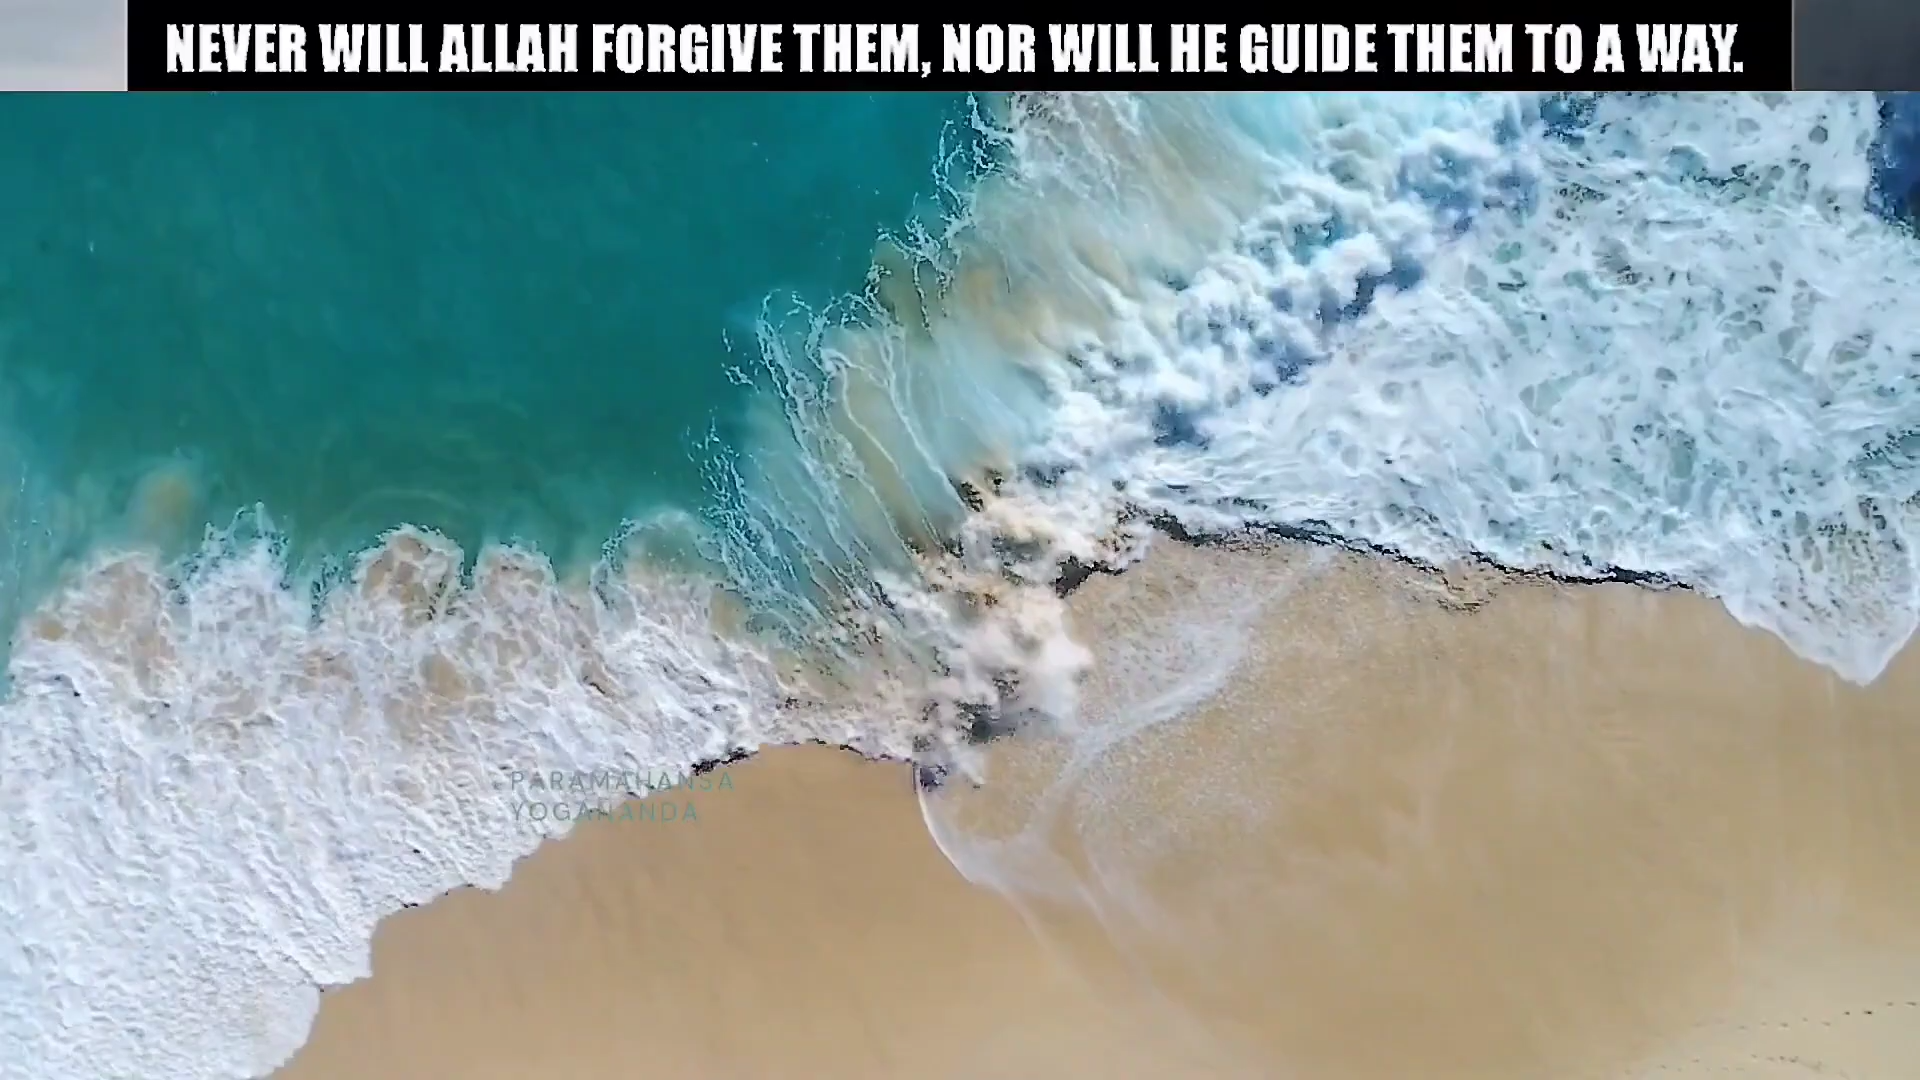 NEVER WILL ALLAH FORGIVE THEM, NOR WILL HE GUIDE THEM TO A WAY.
PARAMAHANSA
YOGANANDA